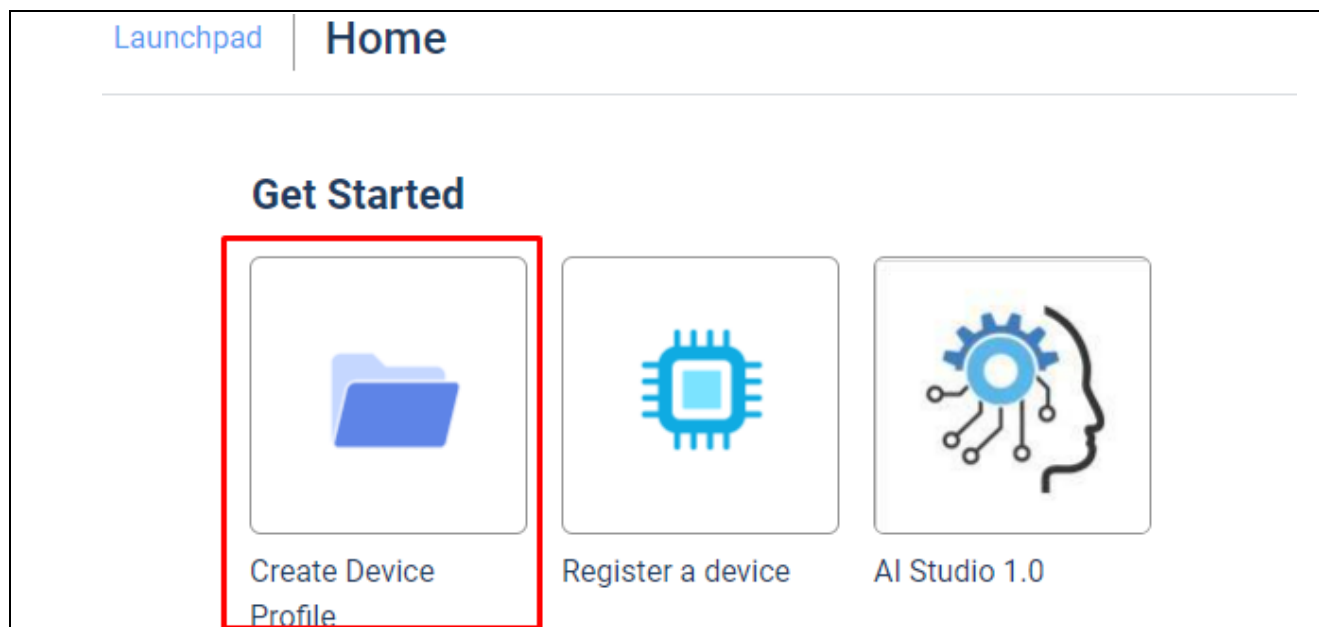 Launchpad Home
Get Started
Create Device
Profile
Register a device
AI Studio 1.0